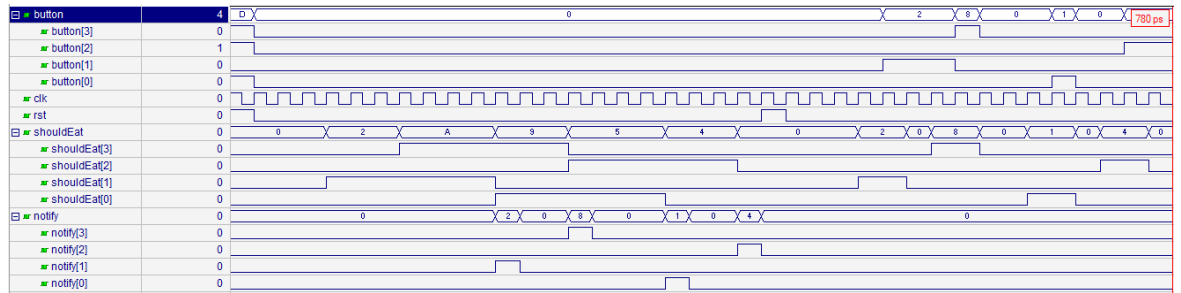 button 4 D 0 2 8 0 1 0 780 ps
button[3] 0
button[2] 1
button[1] 0
button[0] 0
clk 0
rst 0
shouldEat 0 0 2 A 9 5 4 0 2 0 8 0 1 0 4 0
shouldEat[3] 0
shouldEat[2] 0
shouldEat[1] 0
shouldEat[0] 0
notify 0 0 2 0 8 0 1 0 4 0
notify[3] 0
notify[2] 0
notify[1] 0
notify[0] 0